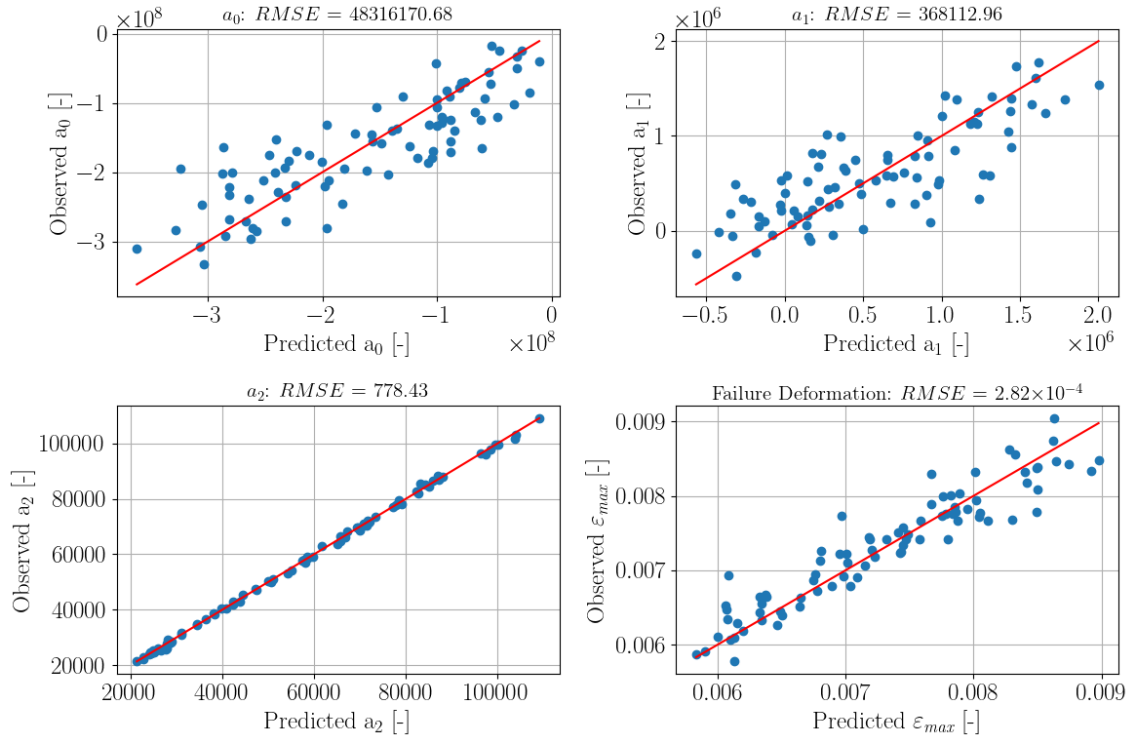 a₀: RMSE = 48316170.68
×10⁸
0
−1
−2
−3
Observed a₀ [-]
−3 −2 −1 0
×10⁸
Predicted a₀ [-]
a₁: RMSE = 368112.96
×10⁶
2
1
0
Observed a₁ [-]
−0.5 0.0 0.5 1.0 1.5 2.0
×10⁶
Predicted a₁ [-]
a₂: RMSE = 778.43
100000
80000
60000
40000
20000
Observed a₂ [-]
20000 40000 60000 80000 100000
Predicted a₂ [-]
Failure Deformation: RMSE = 2.82×10⁻⁴
0.009
0.008
0.007
0.006
Observed εmax [-]
0.006 0.007 0.008 0.009
Predicted εmax [-]